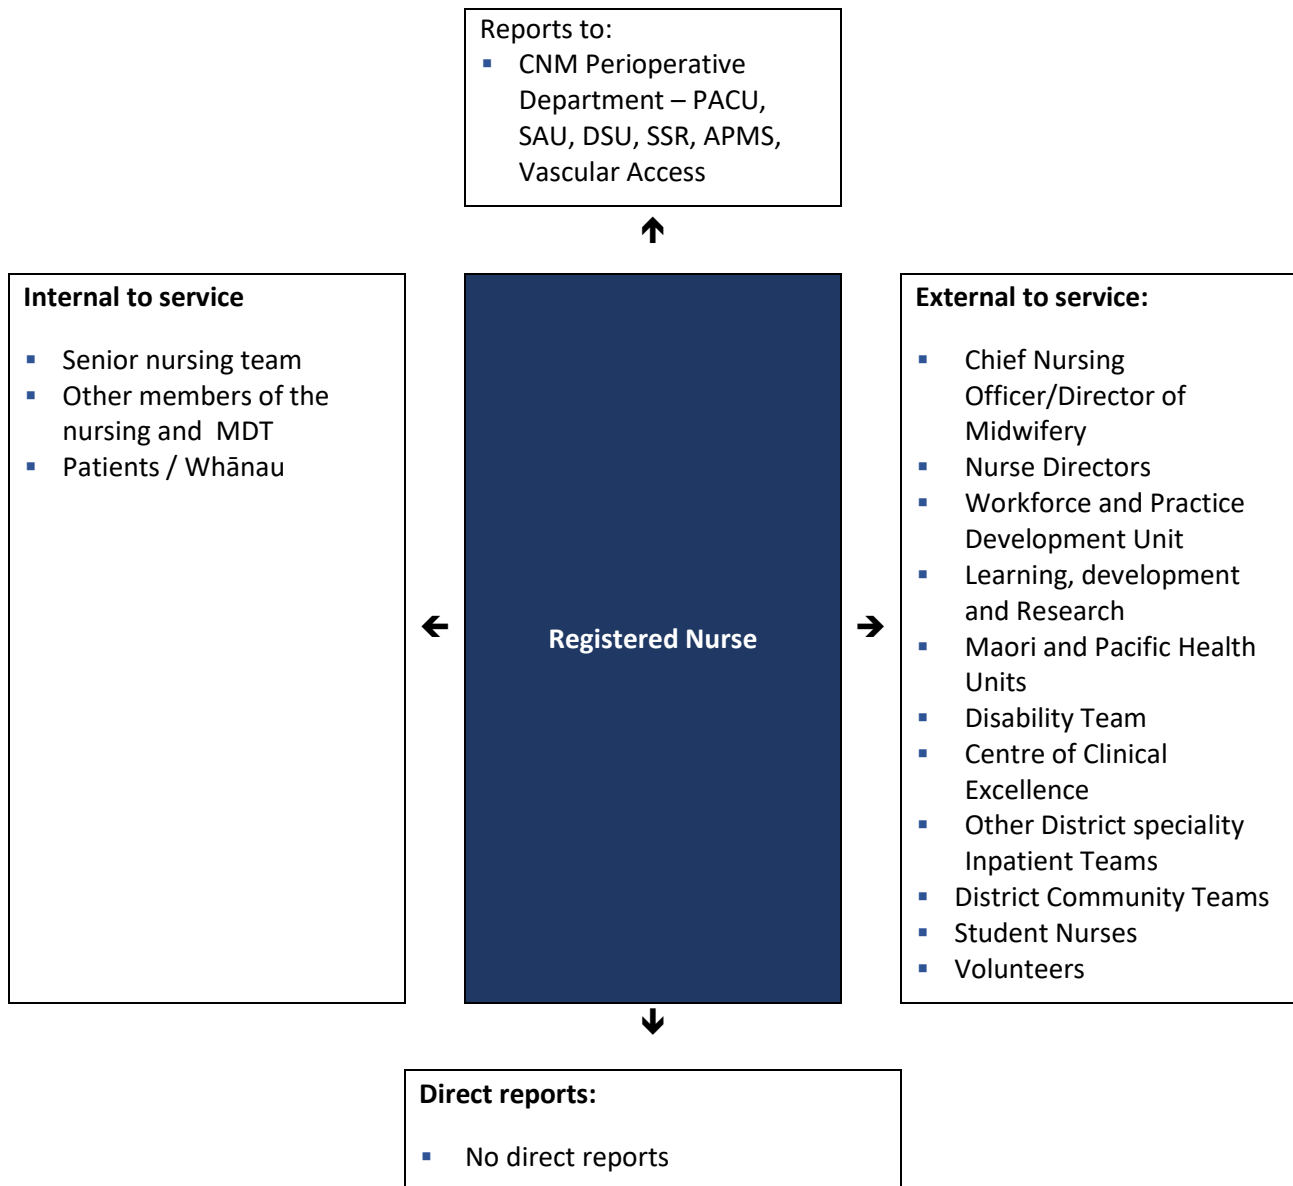 Reports to:
▪ CNM Perioperative
Department – PACU,
SAU, DSU, SSR, APMS,
Vascular Access
Internal to service
▪ Senior nursing team
▪ Other members of the
nursing and  MDT
▪ Patients / Whānau
Registered Nurse
External to service:
▪ Chief Nursing
Officer/Director of
Midwifery
▪ Nurse Directors
▪ Workforce and Practice
Development Unit
▪ Learning, development
and Research
▪ Maori and Pacific Health
Units
▪ Disability Team
▪ Centre of Clinical
Excellence
▪ Other District speciality
Inpatient Teams
▪ District Community Teams
▪ Student Nurses
▪ Volunteers
Direct reports:
▪ No direct reports